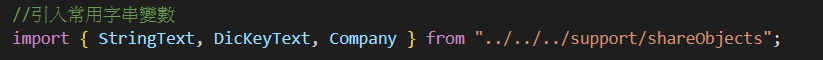 //引入常用字串變數
import { StringText, DicKeyText, Company } from "../../../support/shareObjects";